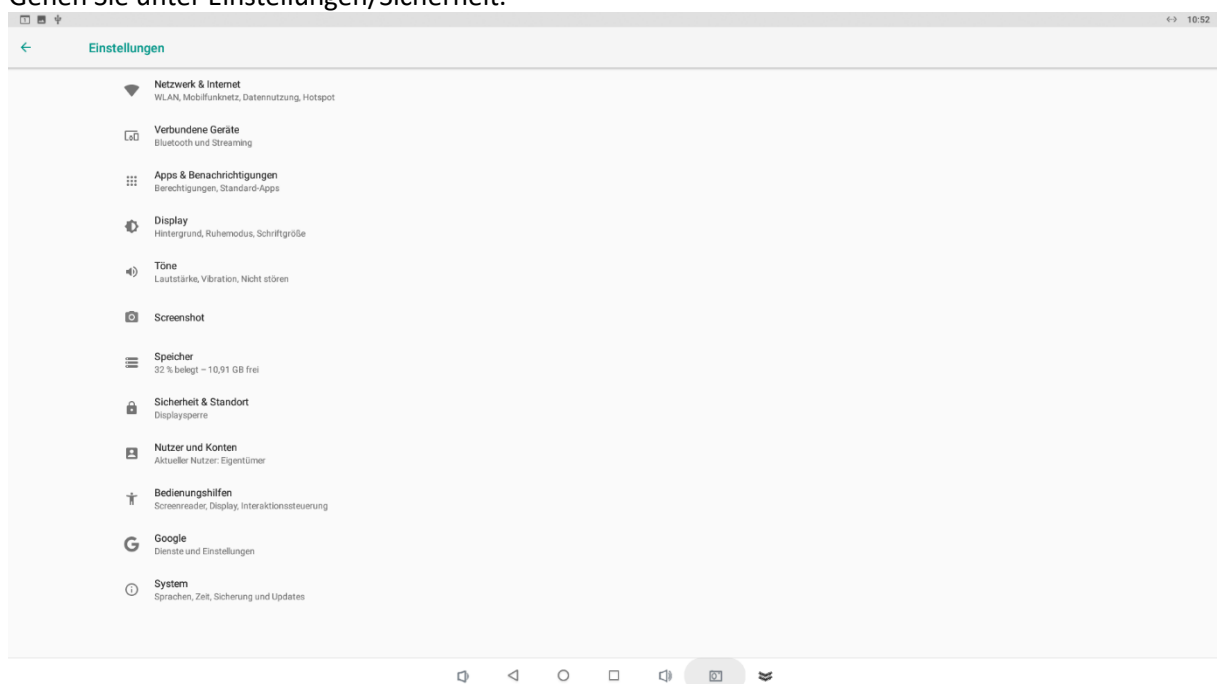 Gehen Sie unter Einstellungen/Sicherheit.
10:52
Einstellungen
Netzwerk & Internet
WLAN, Mobilfunknetz, Datennutzung, Hotspot
Verbundene Geräte
Bluetooth und Streaming
Apps & Benachrichtigungen
Berechtigungen, Standard-Apps
Display
Hintergrund, Ruhemodus, Schriftgröße
Töne
Lautstärke, Vibration, Nicht stören
Screenshot
Speicher
32 % belegt – 10,91 GB frei
Sicherheit & Standort
Displaysperre
Nutzer und Konten
Aktueller Nutzer: Eigentümer
Bedienungshilfen
Screenreader, Display, Interaktionssteuerung
Google
Dienste und Einstellungen
System
Sprachen, Zeit, Sicherung und Updates